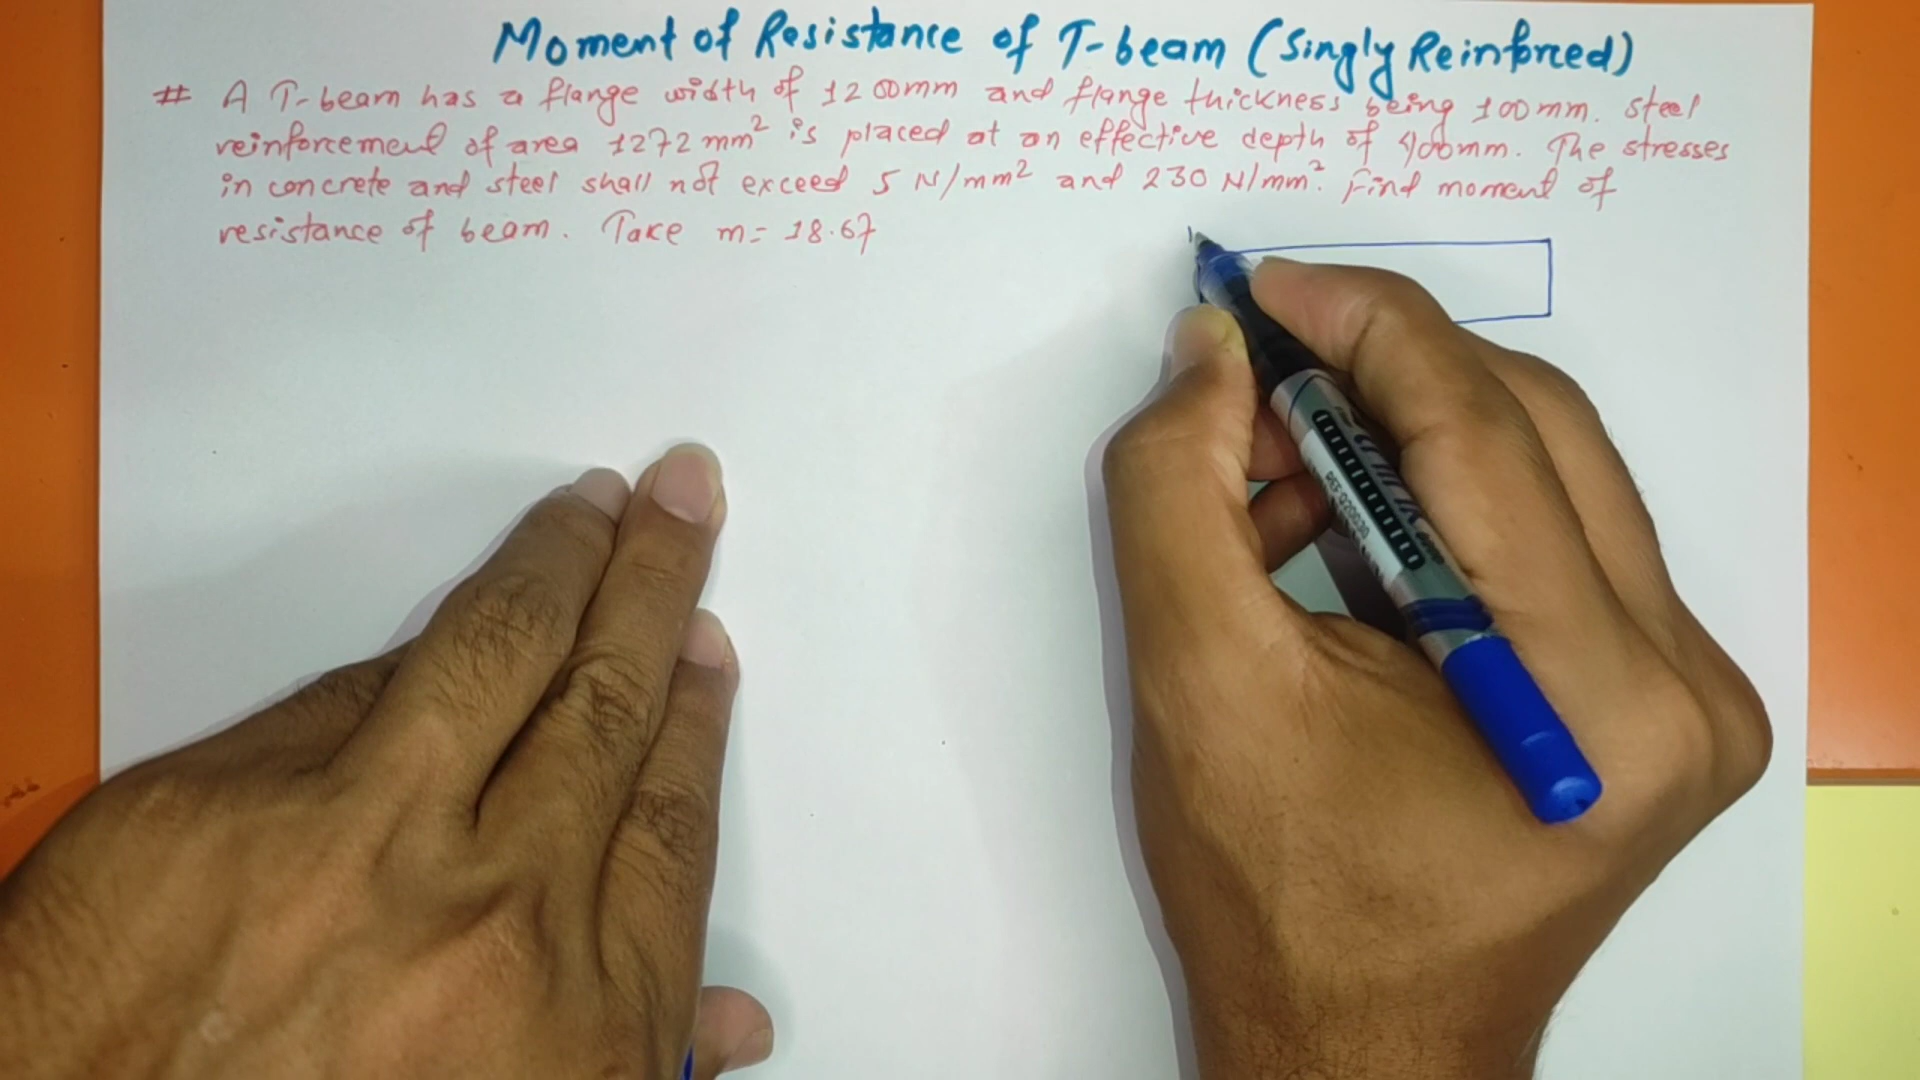 Moment of Resistance of T-beam (Singly Reinforced)
# A T-beam has a flange width of 1200mm and flange thickness being 100mm. Steel
reinforcement of area 1272 mm² is placed at an effective depth of 400mm. The stresses
in concrete and steel shall not exceed 5 N/mm² and 230 N/mm². Find moment of
resistance of beam. Take m= 18.67